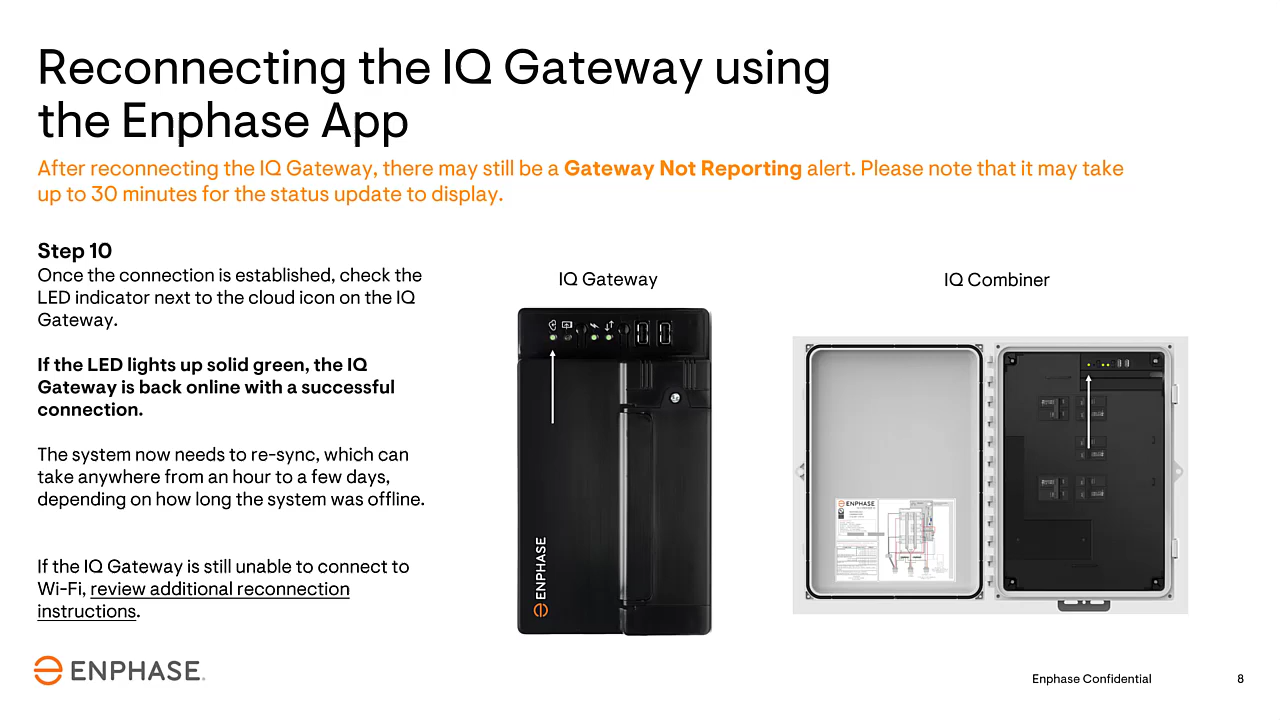 Reconnecting the IQ Gateway using
the Enphase App
After reconnecting the IQ Gateway, there may still be a Gateway Not Reporting alert. Please note that it may take
up to 30 minutes for the status update to display.
Step 10
Once the connection is established, check the
LED indicator next to the cloud icon on the IQ
Gateway.
If the LED lights up solid green, the IQ
Gateway is back online with a successful
connection.
The system now needs to re-sync, which can
take anywhere from an hour to a few days,
depending on how long the system was offline.
If the IQ Gateway is still unable to connect to
Wi-Fi, review additional reconnection
instructions.
IQ Gateway
ENPHASE
IQ Combiner
ENPHASE
ENPHASE.
Enphase Confidential
8